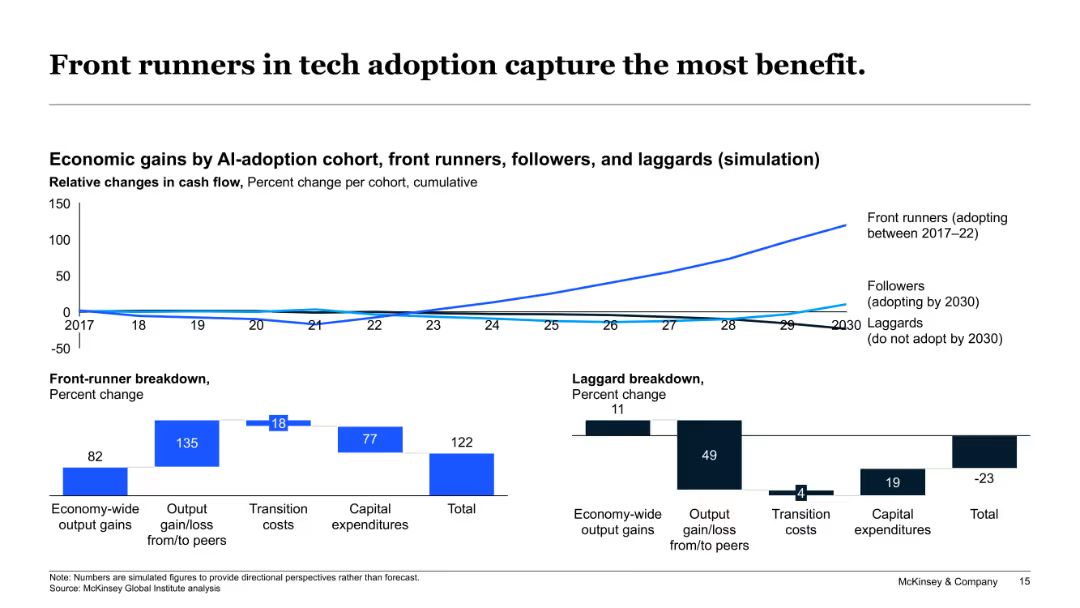 Front runners in tech adoption capture the most benefit.
Economic gains by AI-adoption cohort, front runners, followers, and laggards (simulation)
Relative changes in cash flow, Percent change per cohort, cumulative
150
100
50
0
-50
2017 18 19 20 21 22 23 24 25 26 27 28 29 2030
Front runners (adopting
between 2017–22)
Followers
(adopting by 2030)
Laggards
(do not adopt by 2030)
Front-runner breakdown,
Percent change
82 135 18 77 122
Economy-wide
output gains
Output
gain/loss
from/to peers
Transition
costs
Capital
expenditures
Total
Laggard breakdown,
Percent change
11 49 4 19 -23
Economy-wide
output gains
Output
gain/loss
from/to peers
Transition
costs
Capital
expenditures
Total
Note: Numbers are simulated figures to provide directional perspectives rather than forecast.
Source: McKinsey Global Institute analysis
McKinsey & Company 15